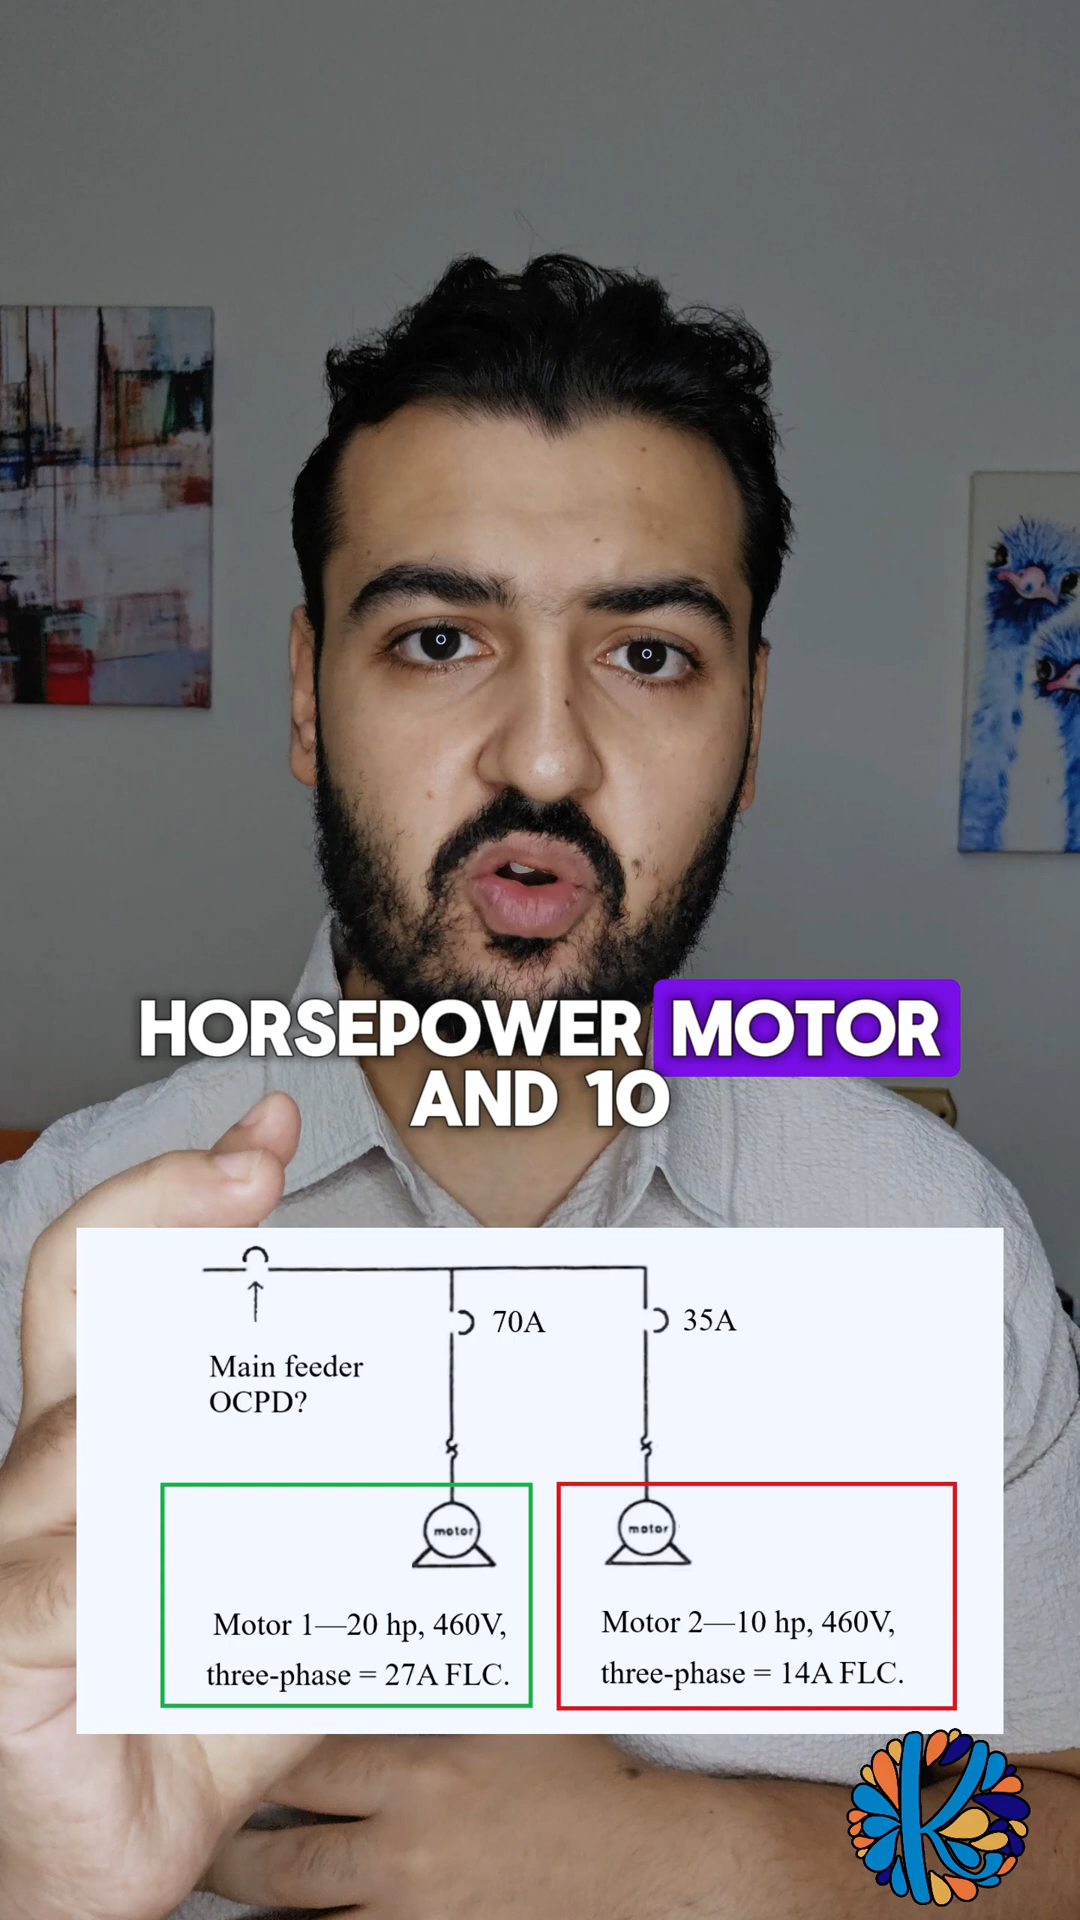 HORSEPOWER MOTOR
AND 10
70A
35A
Main feeder
OCPD?
motor
motor
Motor 1—20 hp, 460V,
three-phase = 27A FLC.
Motor 2—10 hp, 460V,
three-phase = 14A FLC.
K